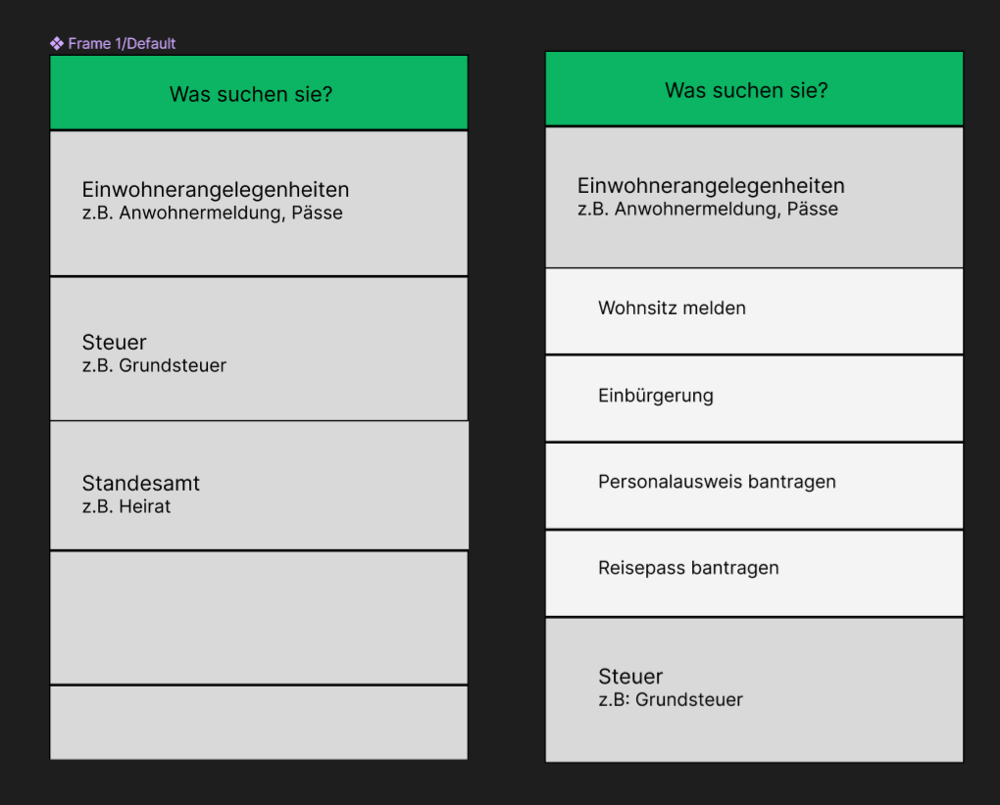 Frame 1/Default
Was suchen sie?
Einwohnerangelegenheiten
z.B. Anwohnermeldung, Pässe
Steuer
z.B. Grundsteuer
Standesamt
z.B. Heirat
Was suchen sie?
Einwohnerangelegenheiten
z.B. Anwohnermeldung, Pässe
Wohnsitz melden
Einbürgerung
Personalausweis bantragen
Reisepass bantragen
Steuer
z.B: Grundsteuer